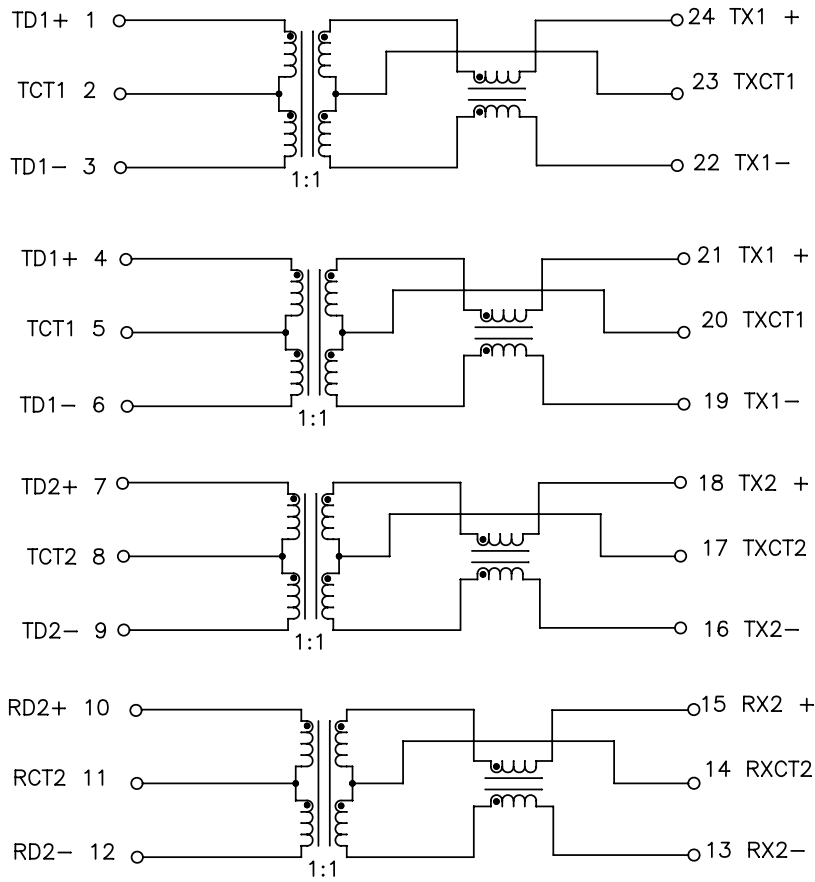 TD1+ 1
24 TX1 +
TCT1 2
23 TXCT1
TD1- 3
22 TX1-
1:1
TD1+ 4
21 TX1 +
TCT1 5
20 TXCT1
TD1- 6
19 TX1-
1:1
TD2+ 7
18 TX2 +
TCT2 8
17 TXCT2
TD2- 9
16 TX2-
1:1
RD2+ 10
15 RX2 +
RCT2 11
14 RXCT2
RD2- 12
13 RX2-
1:1